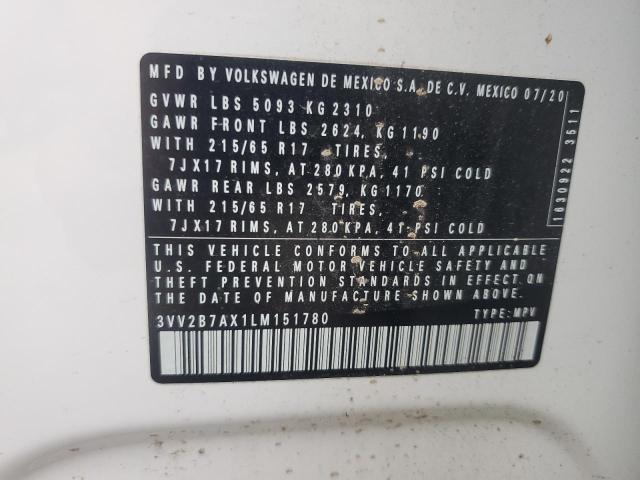 MFD BY VOLKSWAGEN DE MEXICO S.A. DE C.V. MEXICO 07/20
GVWR LBS 5093 KG 2310
GAWR FRONT LBS 2624, KG 1190
WITH 215/65 R17 TIRES,
7JX17 RIMS, AT 280 KPA, 41 PSI COLD
GAWR REAR LBS 2579, KG 1170
WITH 215/65 R17 TIRES,
7JX17 RIMS, AT 280 KPA, 41 PSI COLD
THIS VEHICLE CONFORMS TO ALL APPLICABLE
U.S. FEDERAL MOTOR VEHICLE SAFETY AND
THEFT PREVENTION STANDARDS IN EFFECT ON
THE DATE OF MANUFACTURE SHOWN ABOVE.
3VV2B7AX1LM151780 TYPE: MPV
1630922 3511